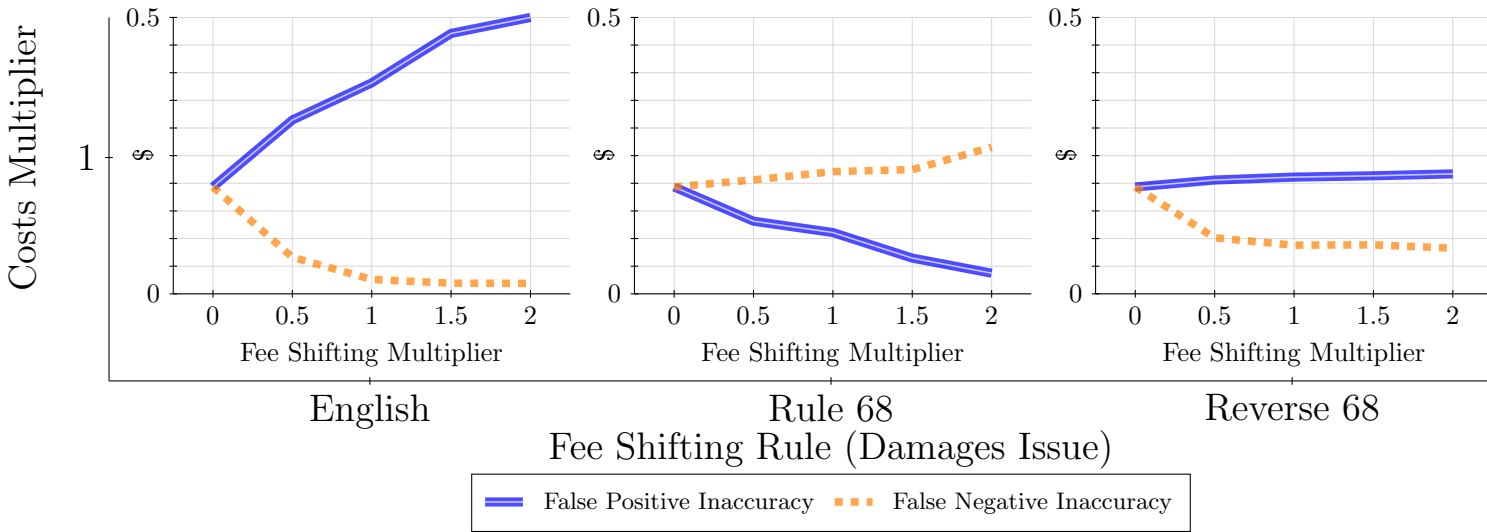 Costs Multiplier
1
0.5
$
0
0
0.5
1
1.5
2
Fee Shifting Multiplier
0.5
$
0
0
0.5
1
1.5
2
Fee Shifting Multiplier
0.5
$
0
0
0.5
1
1.5
2
Fee Shifting Multiplier
English
Rule 68
Reverse 68
Fee Shifting Rule (Damages Issue)
False Positive Inaccuracy
False Negative Inaccuracy